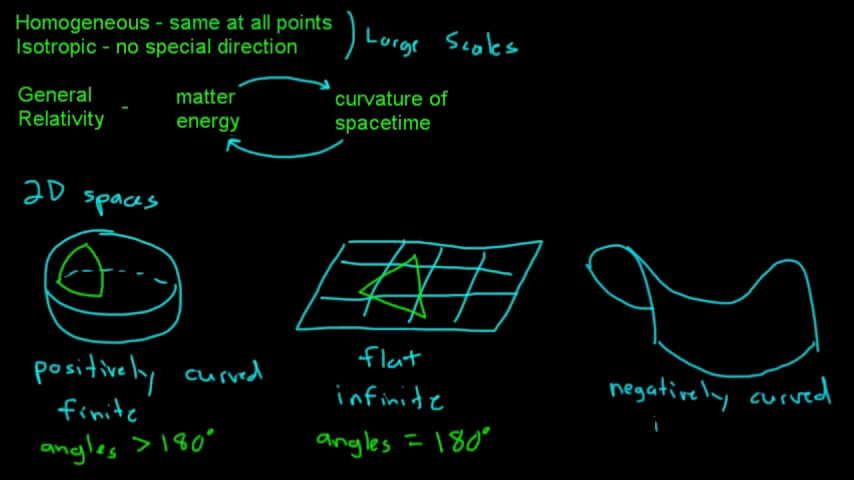 Homogeneous - same at all points
Isotropic - no special direction
Large Scales
General Relativity -
matter energy
curvature of spacetime
2D spaces
positively curved
finite
angles > 180°
flat
infinite
angles = 180°
negatively curved
i